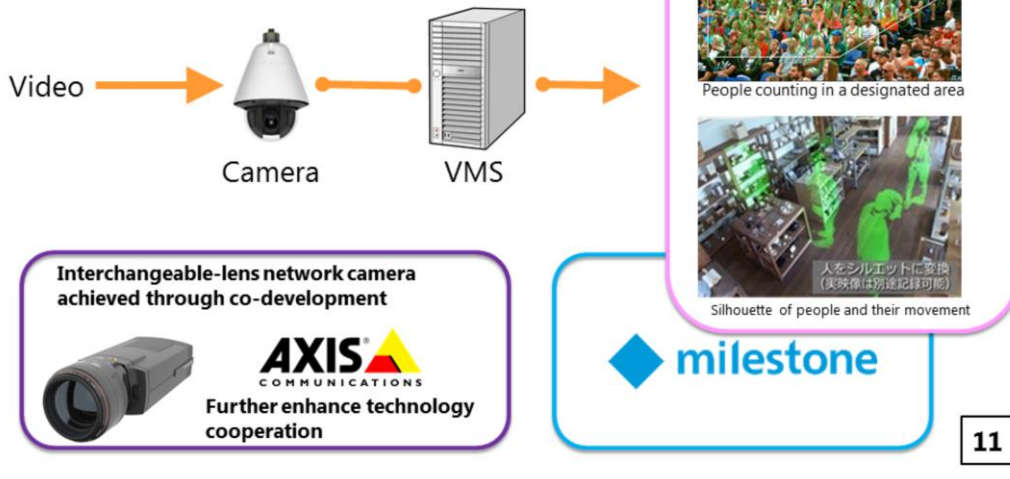 People counting in a designated area
Video
Camera
VMS
人をシルエットに変換
(実映像は別途記録可能)
Silhouette of people and their movement
Interchangeable-lens network camera
achieved through co-development
AXIS
COMMUNICATIONS
Further enhance technology
cooperation
milestone
11